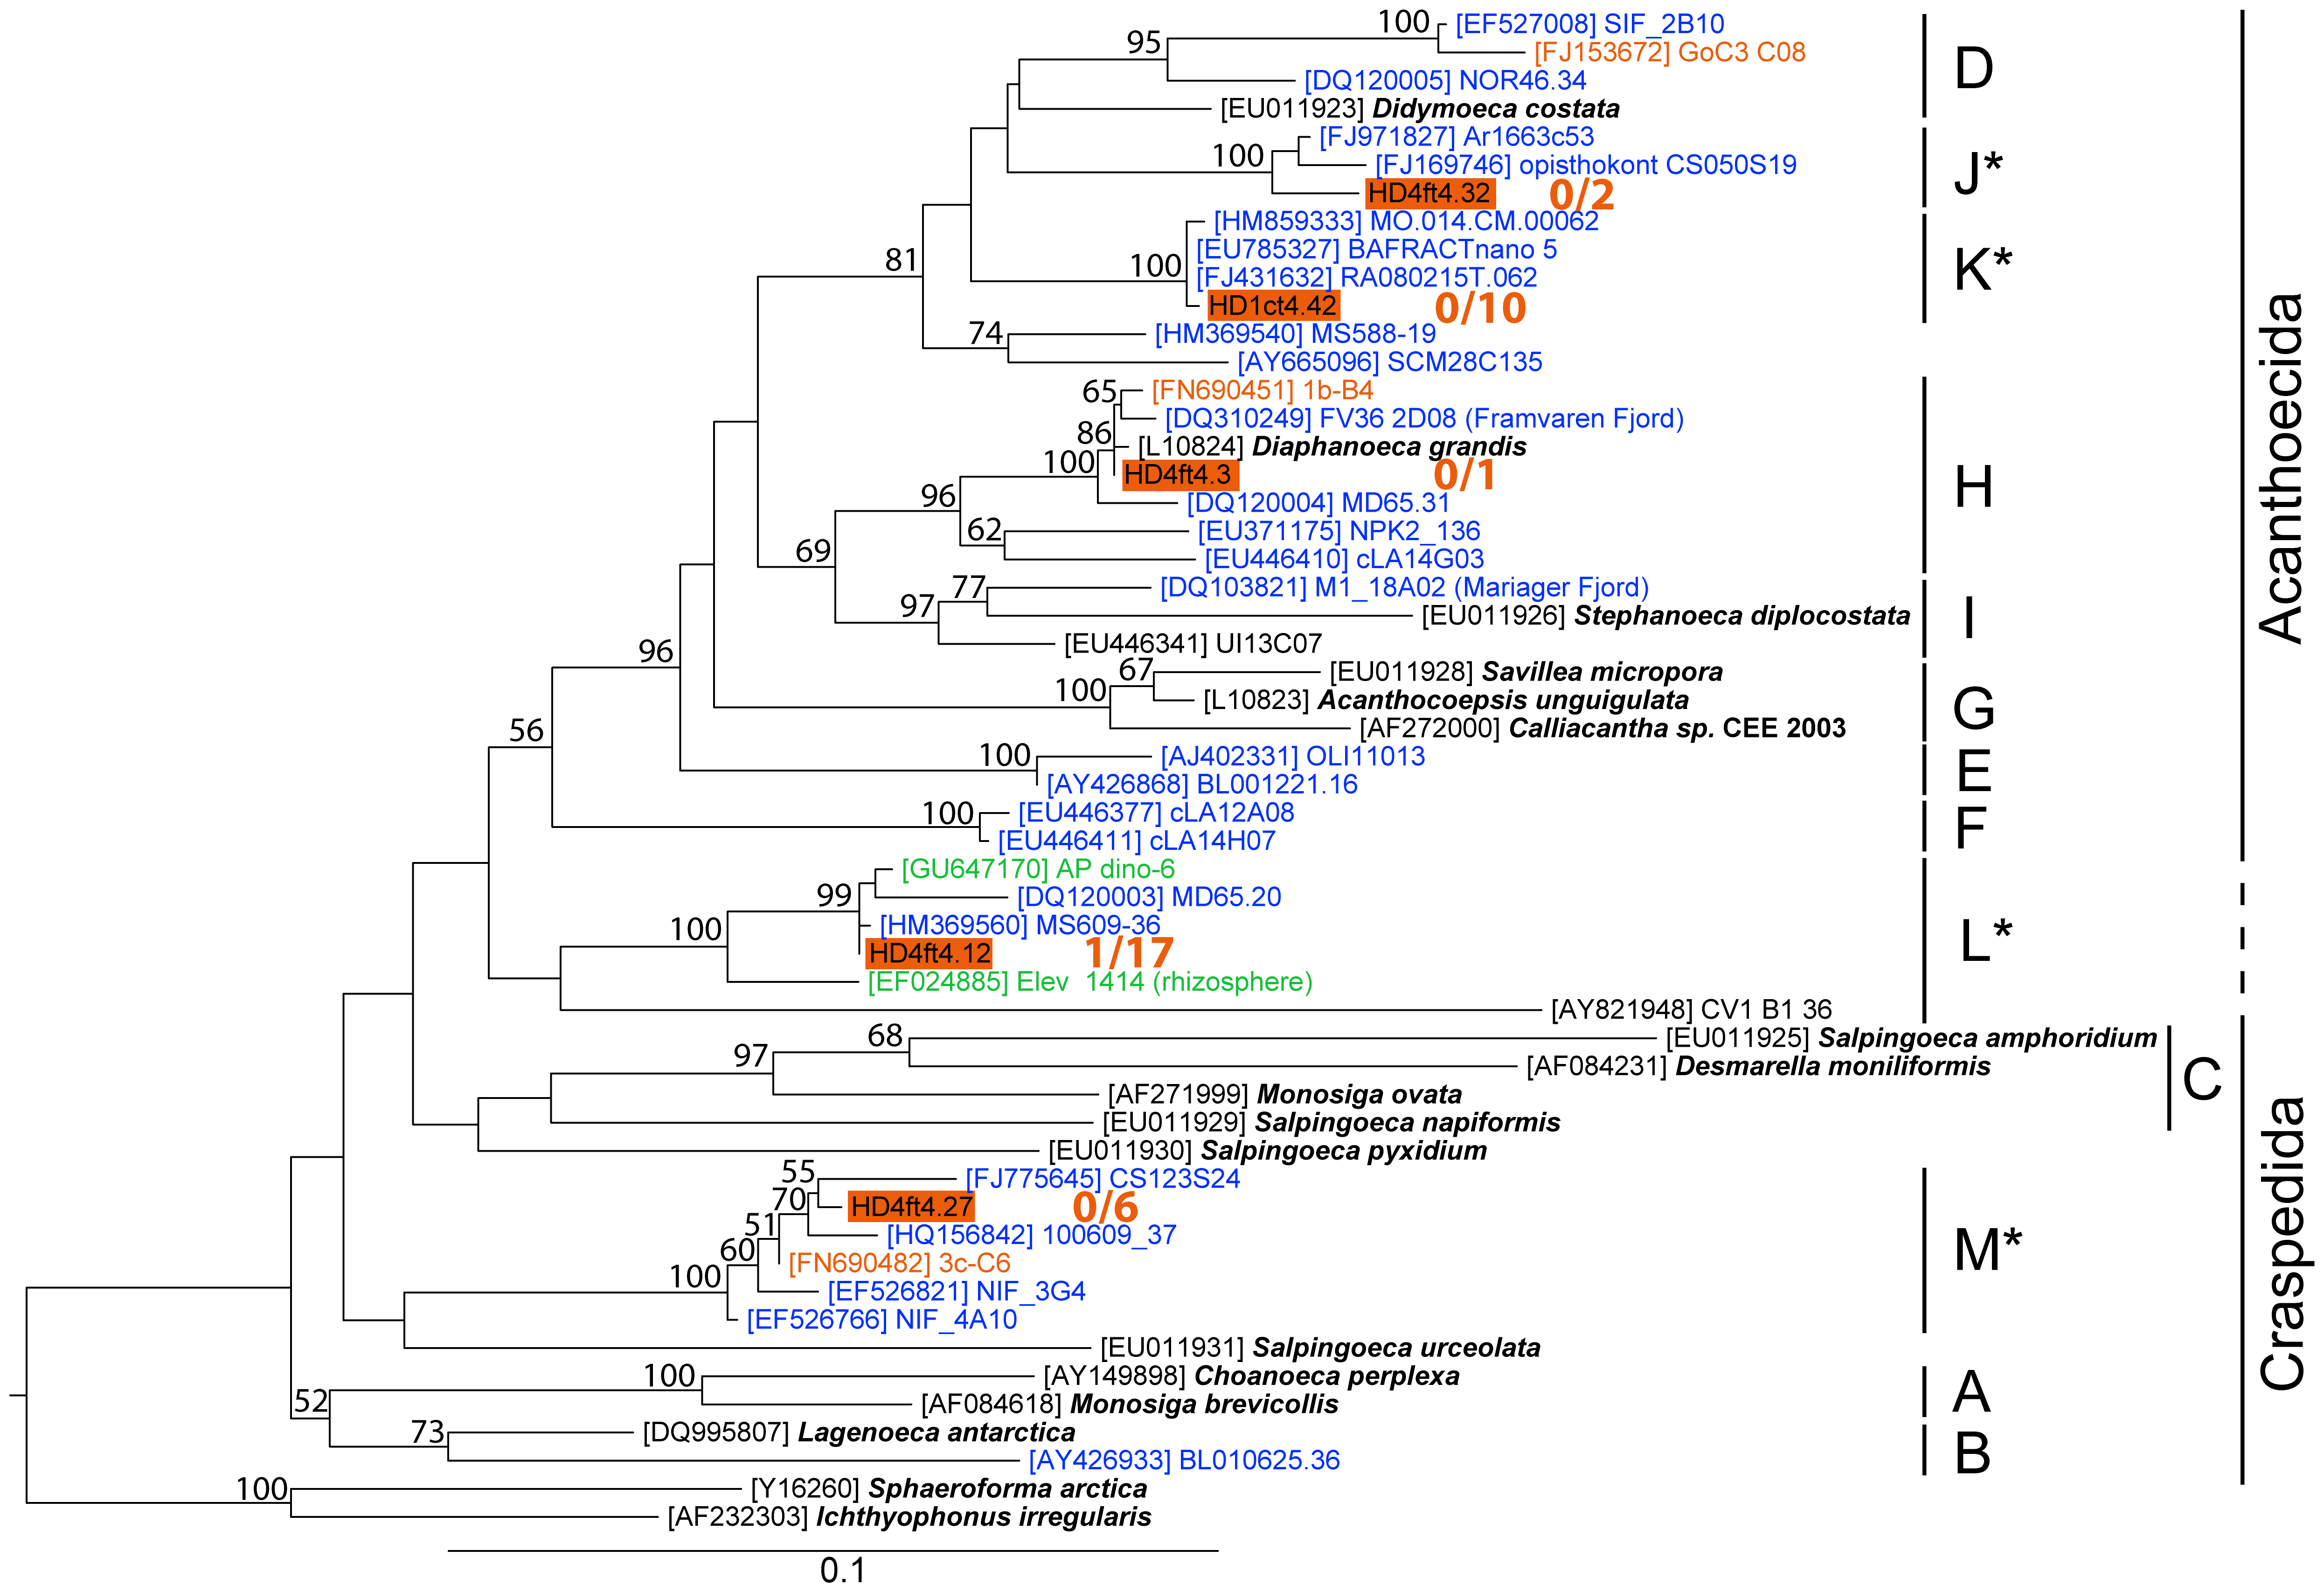 100 [EF527008] SIF_2B10
95 [FJ153672] GoC3 C08
[DQ120005] NOR46.34 D
[EU011923] Didymoeca costata
[FJ971827] Ar1663c53
100 [FJ169746] opisthokont CS050S19 J*
HD4ft4.32 0/2
[HM859333] MO.014.CM.00062
[EU785327] BAFRACTnano 5
81 100 [FJ431632] RA080215T.062 K*
HD1ct4.42 0/10
74 [HM369540] MS588-19
[AY665096] SCM28C135
65 [FN690451] 1b-B4
[DQ310249] FV36 2D08 (Framvaren Fjord)
86 [L10824] Diaphanoeca grandis
100 HD4ft4.3 0/1
96 [DQ120004] MD65.31 H
62 [EU371175] NPK2_136
69 [EU446410] cLA14G03
77 [DQ103821] M1_18A02 (Mariager Fjord)
97 [EU011926] Stephanoeca diplocostata I
96 [EU446341] UI13C07
67 [EU011928] Savillea micropora
100 [L10823] Acanthocoepsis unguigulata G
56 [AF272000] Calliacantha sp. CEE 2003
100 [AJ402331] OLI11013 E
[AY426868] BL001221.16
100 [EU446377] cLA12A08 F
[EU446411] cLA14H07
Acanthoecida
[GU647170] AP dino-6
99 [DQ120003] MD65.20
100 [HM369560] MS609-36 L*
HD4ft4.12 1/17
[EF024885] Elev 1414 (rhizosphere)
[AY821948] CV1 B1 36
68 [EU011925] Salpingoeca amphoridium
97 [AF084231] Desmarella moniliformis C
[AF271999] Monosiga ovata
[EU011929] Salpingoeca napiformis
[EU011930] Salpingoeca pyxidium
55 [FJ775645] CS123S24
70 HD4ft4.27 0/6
51 [HQ156842] 100609_37
60 [FN690482] 3c-C6 M*
100 [EF526821] NIF_3G4
[EF526766] NIF_4A10
[EU011931] Salpingoeca urceolata
100 [AY149898] Choanoeca perplexa A
52 [AF084618] Monosiga brevicollis
73 [DQ995807] Lagenoeca antarctica B
[AY426933] BL010625.36
Craspedida
100 [Y16260] Sphaeroforma arctica
[AF232303] Ichthyophonus irregularis
0.1